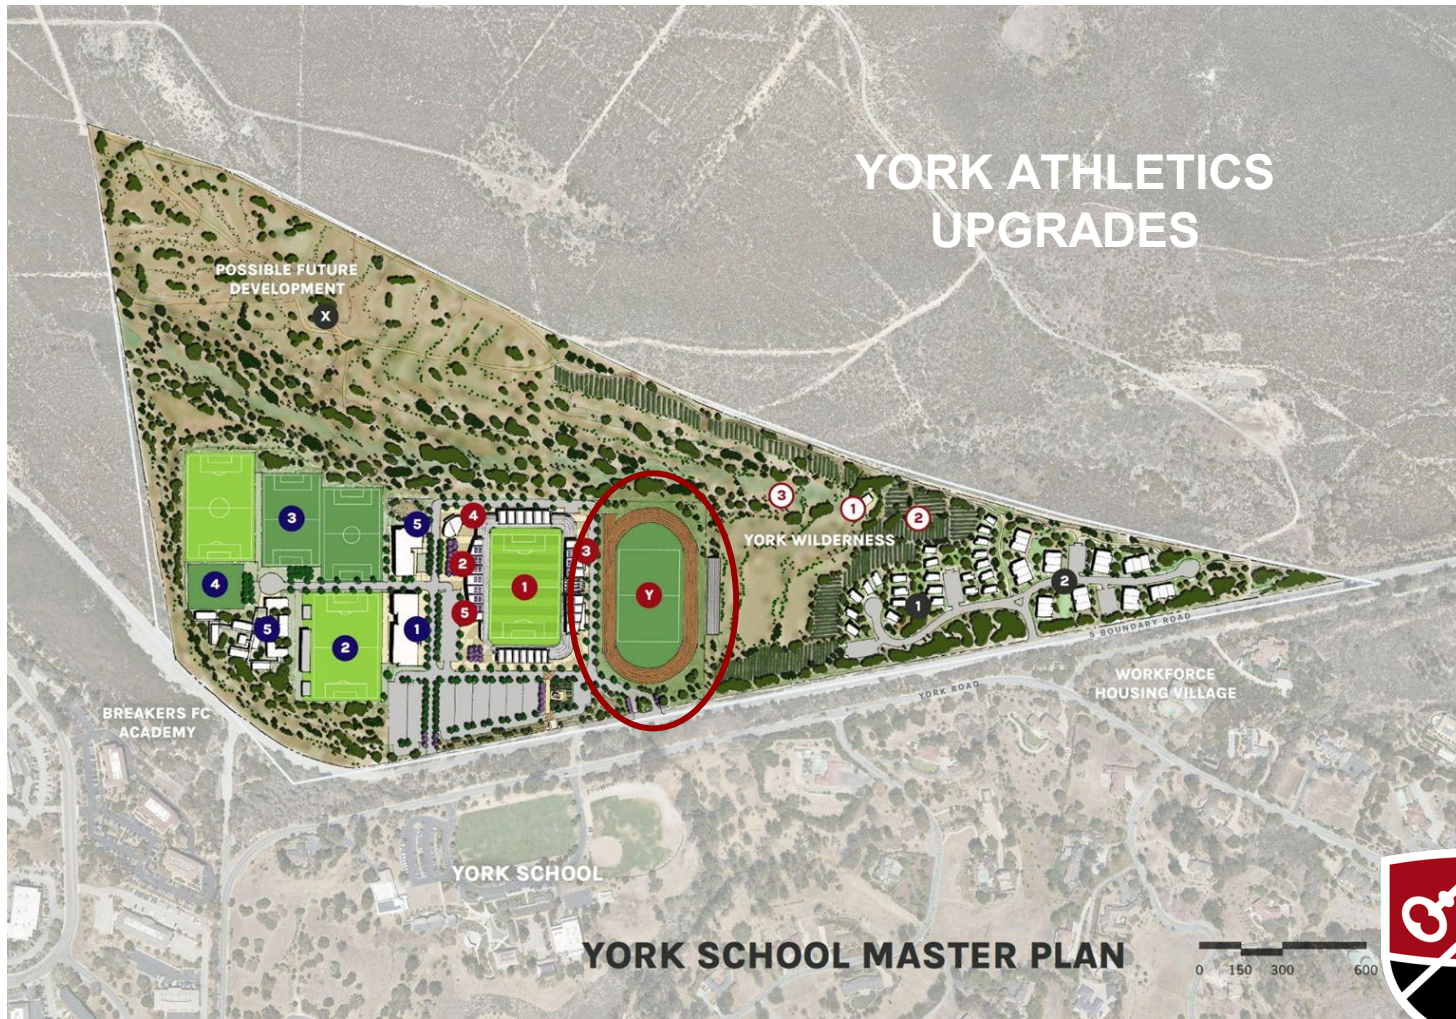 YORK ATHLETICS
UPGRADES
POSSIBLE FUTURE
DEVELOPMENT
X
3
4
5
5
2
1
4
2
5
1
3
Y
3
1
2
YORK WILDERNESS
1
2
S BOUNDARY ROAD
YORK ROAD
WORKFORCE
HOUSING VILLAGE
BREAKERS FC
ACADEMY
YORK SCHOOL
YORK SCHOOL MASTER PLAN
0 150 300 600